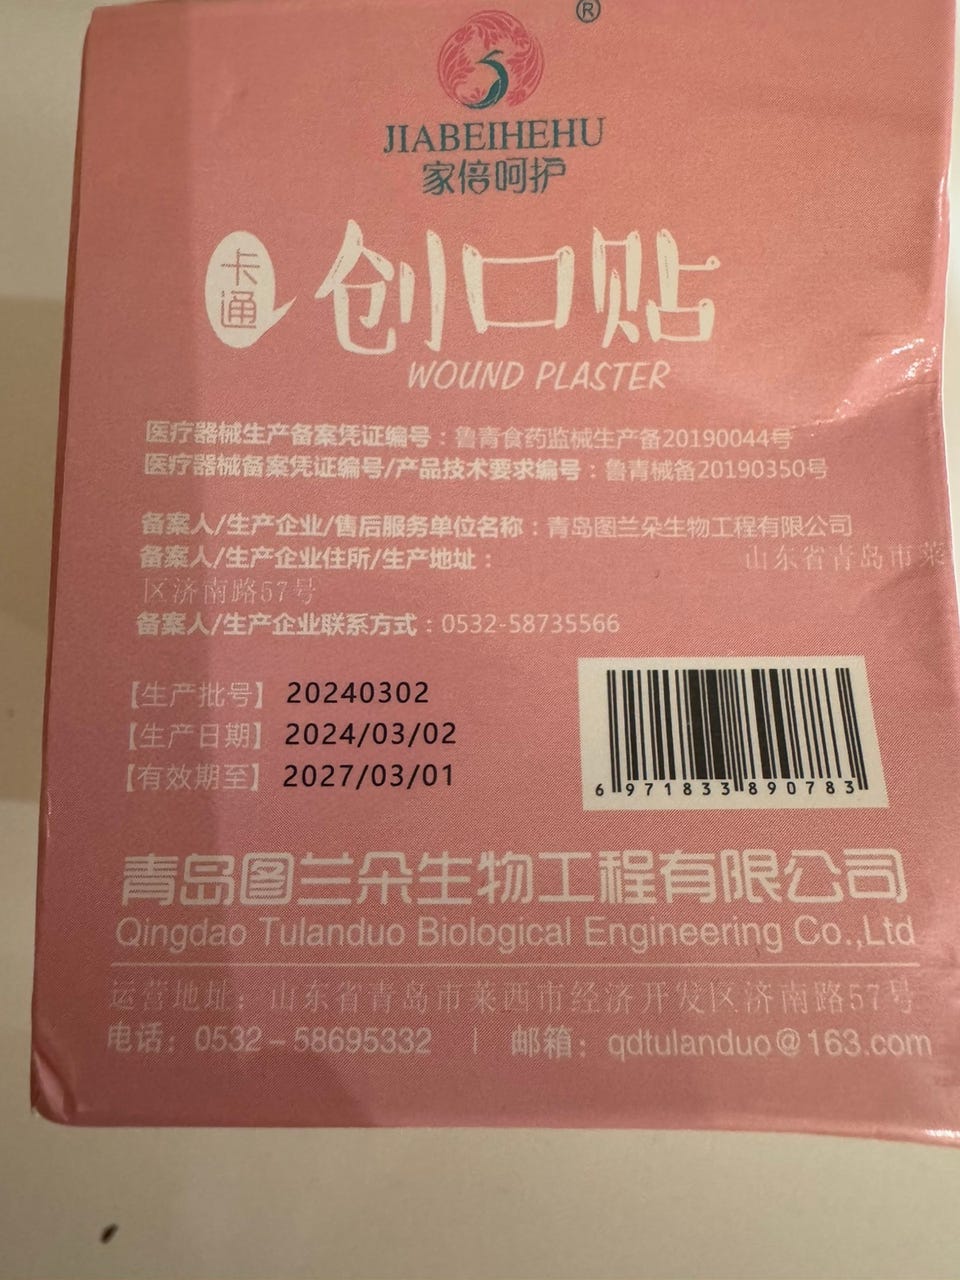 ®
JIABEIHEHU
家倍呵护
卡通
创口贴
WOUND PLASTER
医疗器械生产备案凭证编号：鲁青食药监械生产备20190044号
医疗器械备案凭证编号/产品技术要求编号：鲁青械备20190350号
备案人/生产企业/售后服务单位名称：青岛图兰朵生物工程有限公司
备案人/生产企业住所/生产地址： 山东省青岛市莱
区济南路57号
备案人/生产企业联系方式：0532-58735566
【生产批号】 20240302
【生产日期】 2024/03/02
【有效期至】 2027/03/01
6 971833 890783
青岛图兰朵生物工程有限公司
Qingdao Tulanduo Biological Engineering Co.,Ltd
运营地址：山东省青岛市莱西市经济开发区济南路57号
电话：0532－58695332 | 邮箱：qdtulanduo@163.com